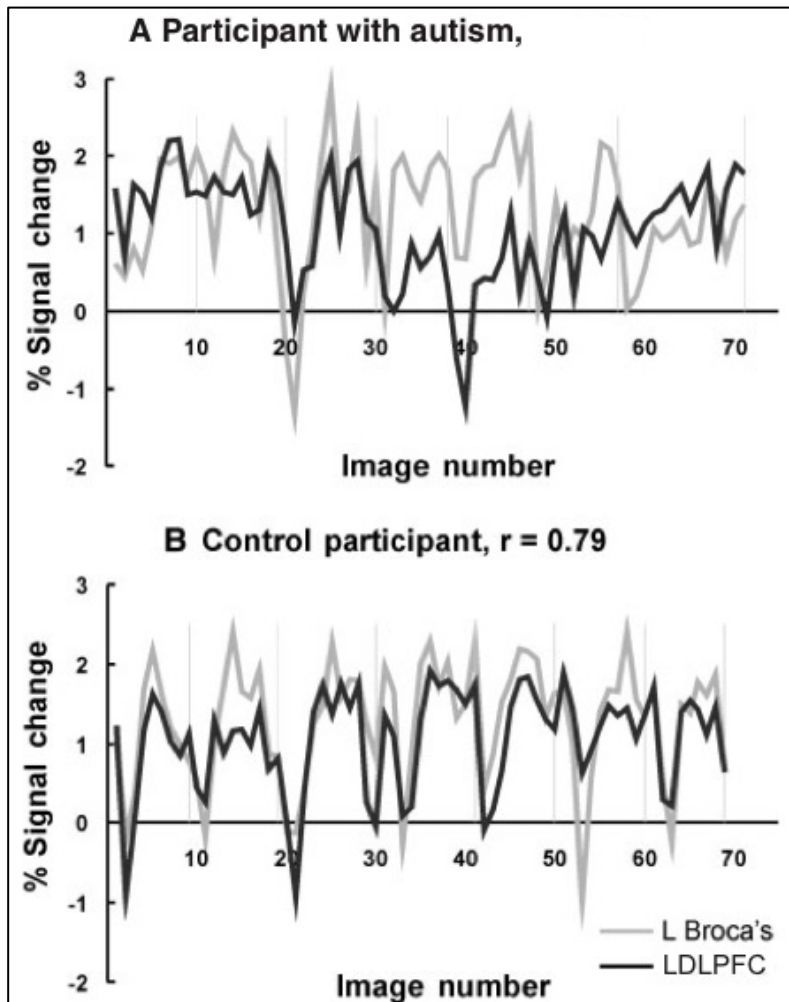 A Participant with autism,
3
2
1
0
-1
-2
% Signal change
10 20 30 40 50 60 70
Image number
B Control participant, r = 0.79
3
2
1
0
-1
-2
% Signal change
10 20 30 40 50 60 70
L Broca's
LDLPFC
Image number